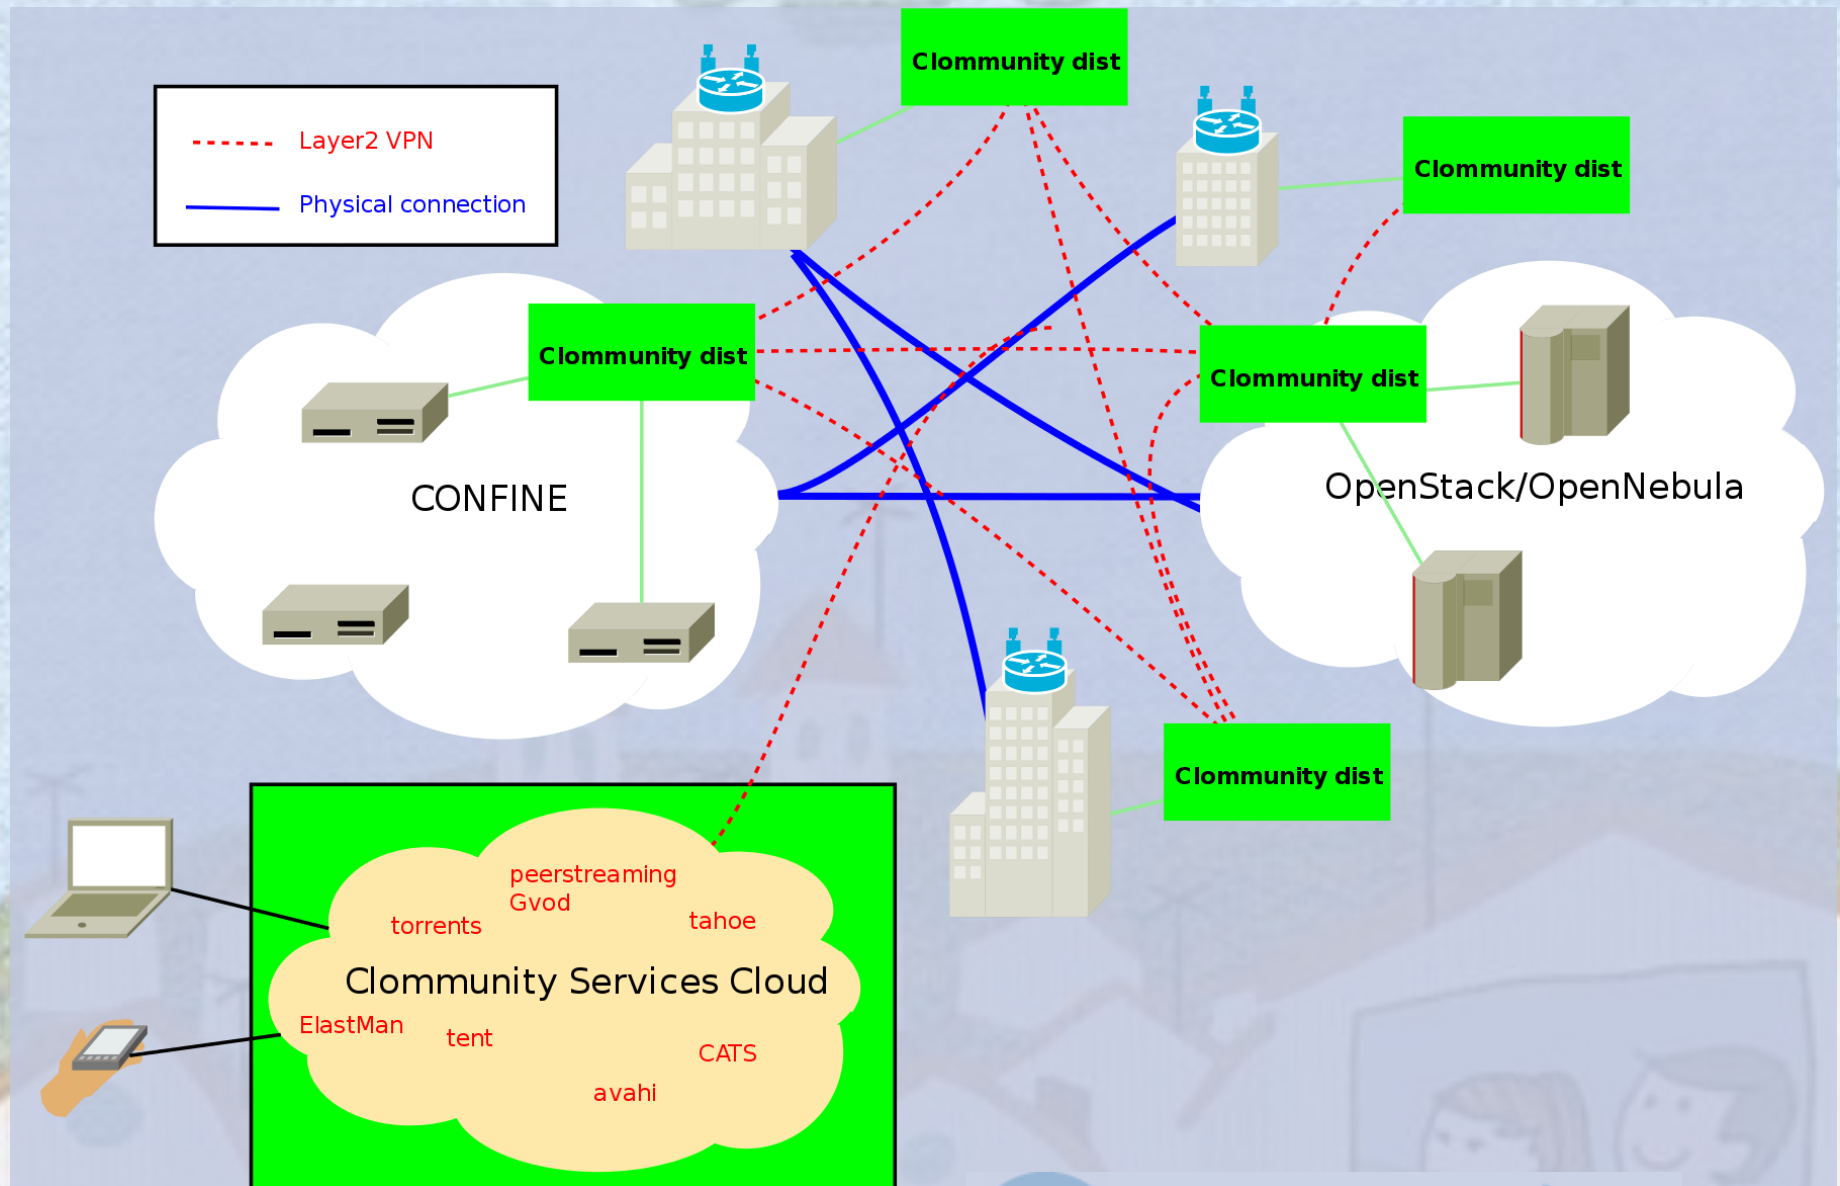 Clommunity dist
Layer2 VPN
Physical connection
Clommunity dist
Clommunity dist
Clommunity dist
CONFINE
OpenStack/OpenNebula
Clommunity dist
peerstreaming
Gvod
torrents
tahoe
Clommunity Services Cloud
ElastMan
tent
CATS
avahi